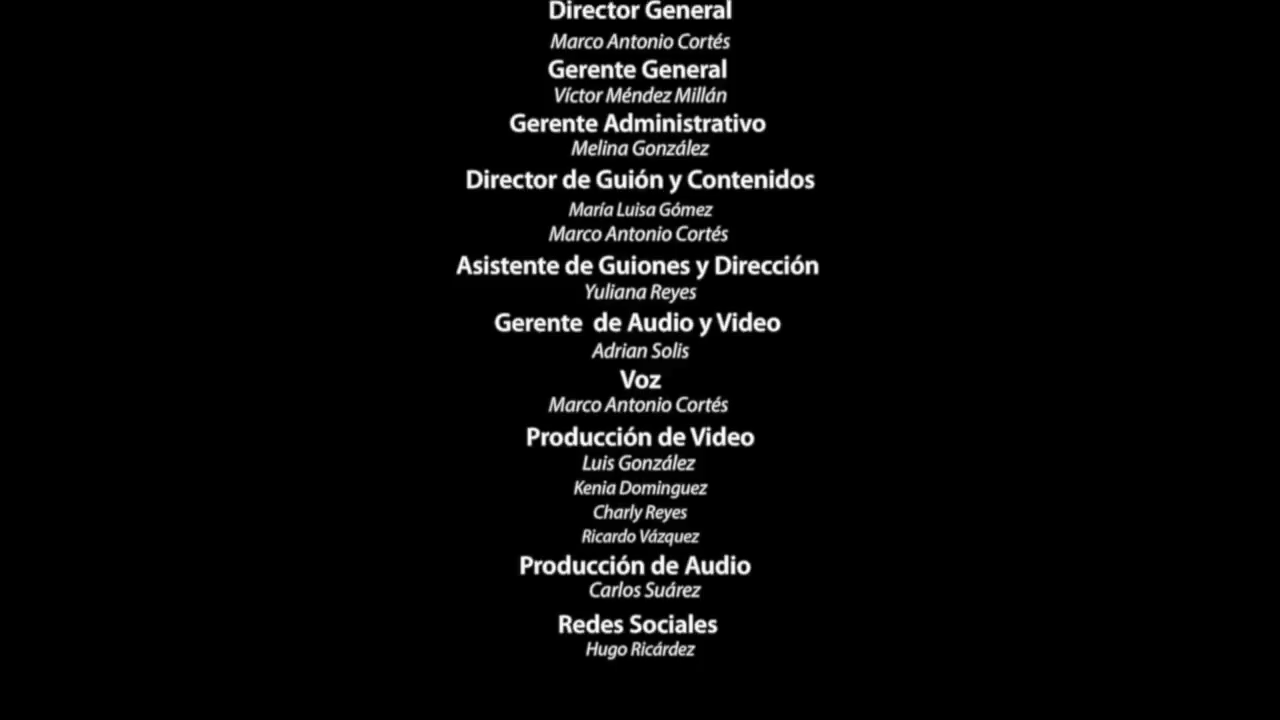 Director General
Marco Antonio Cortés
Gerente General
Víctor Méndez Millán
Gerente Administrativo
Melina González
Director de Guión y Contenidos
María Luisa Gómez
Marco Antonio Cortés
Asistente de Guiones y Dirección
Yuliana Reyes
Gerente de Audio y Video
Adrian Solis
Voz
Marco Antonio Cortés
Producción de Video
Luis González
Kenia Dominguez
Charly Reyes
Ricardo Vázquez
Producción de Audio
Carlos Suárez
Redes Sociales
Hugo Ricárdez